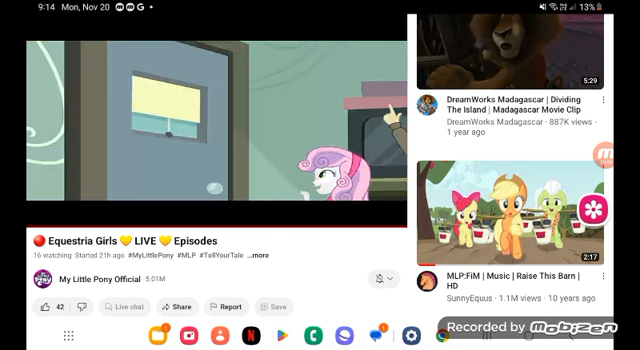 9:14 Mon, Nov 20
13%
5:29
DreamWorks Madagascar | Dividing
The Island | Madagascar Movie Clip
DreamWorks Madagascar · 887K views ·
1 year ago
2:17
MLP:FiM | Music | Raise This Barn |
HD
SunnyEquus · 1.1M views · 10 years ago
Equestria Girls 💛 LIVE 💛 Episodes
16 watching Started 21h ago #MyLittlePony #MLP #TellYourTale ...more
My Little Pony Official 5.01M
42
Live chat
Share
Report
Save
Recorded by Mobizen